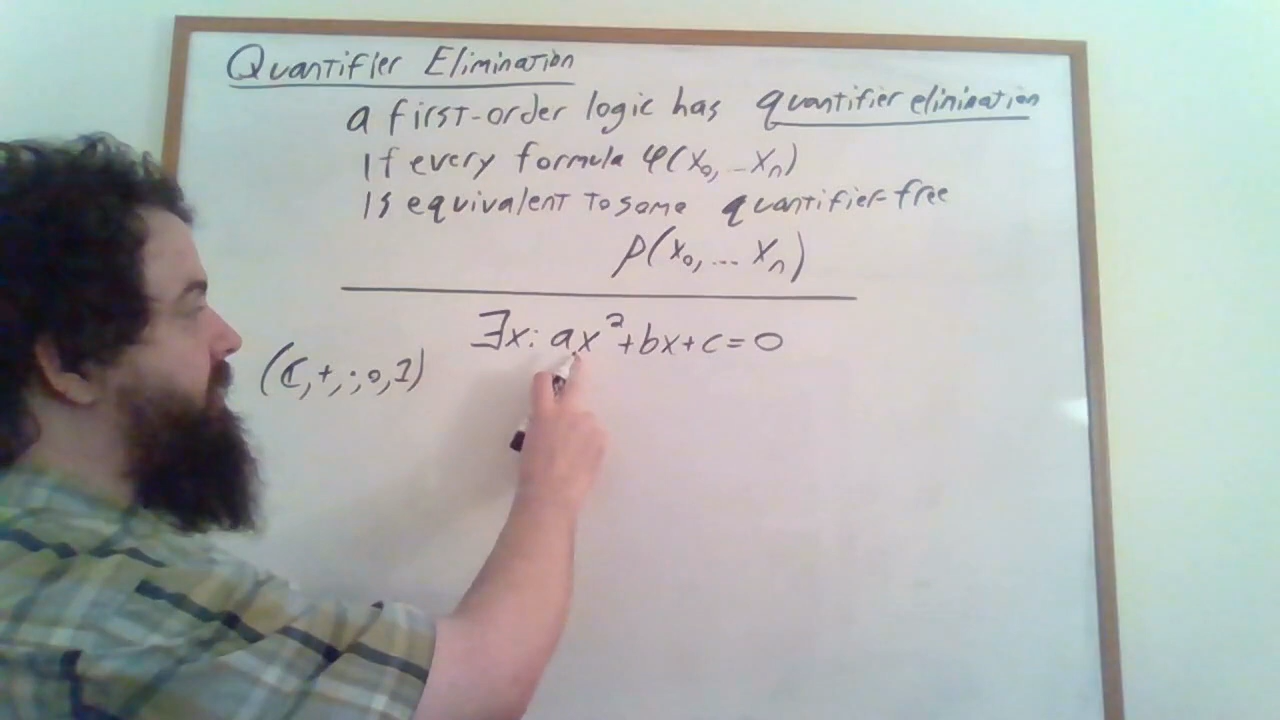 Quantifier Elimination
a first-order logic has quantifier elimination
if every formula φ(x₀, ...xₙ)
is equivalent to some quantifier-free
ρ(x₀, ... xₙ)
∃x: ax²+bx+c=0
(ℂ,+,·,0,1)